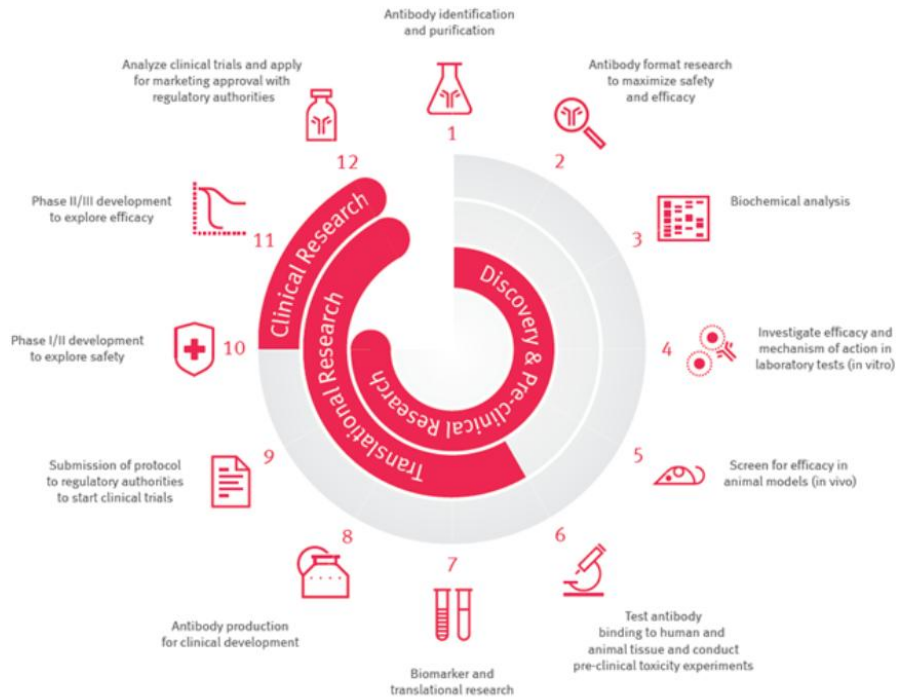 Antibody identification
and purification
1
Antibody format research
to maximize safety
and efficacy
2
Biochemical analysis
3
Investigate efficacy and
mechanism of action in
laboratory tests (in vitro)
4
Screen for efficacy in
animal models (in vivo)
5
Test antibody
binding to human and
animal tissue and conduct
pre-clinical toxicity experiments
6
Biomarker and
translational research
7
Antibody production
for clinical development
8
Submission of protocol
to regulatory authorities
to start clinical trials
9
Phase I/II development
to explore safety
10
Phase II/III development
to explore efficacy
11
Analyze clinical trials and apply
for marketing approval with
regulatory authorities
12
Clinical Research
Translational Research
Discovery & Pre-clinical Research